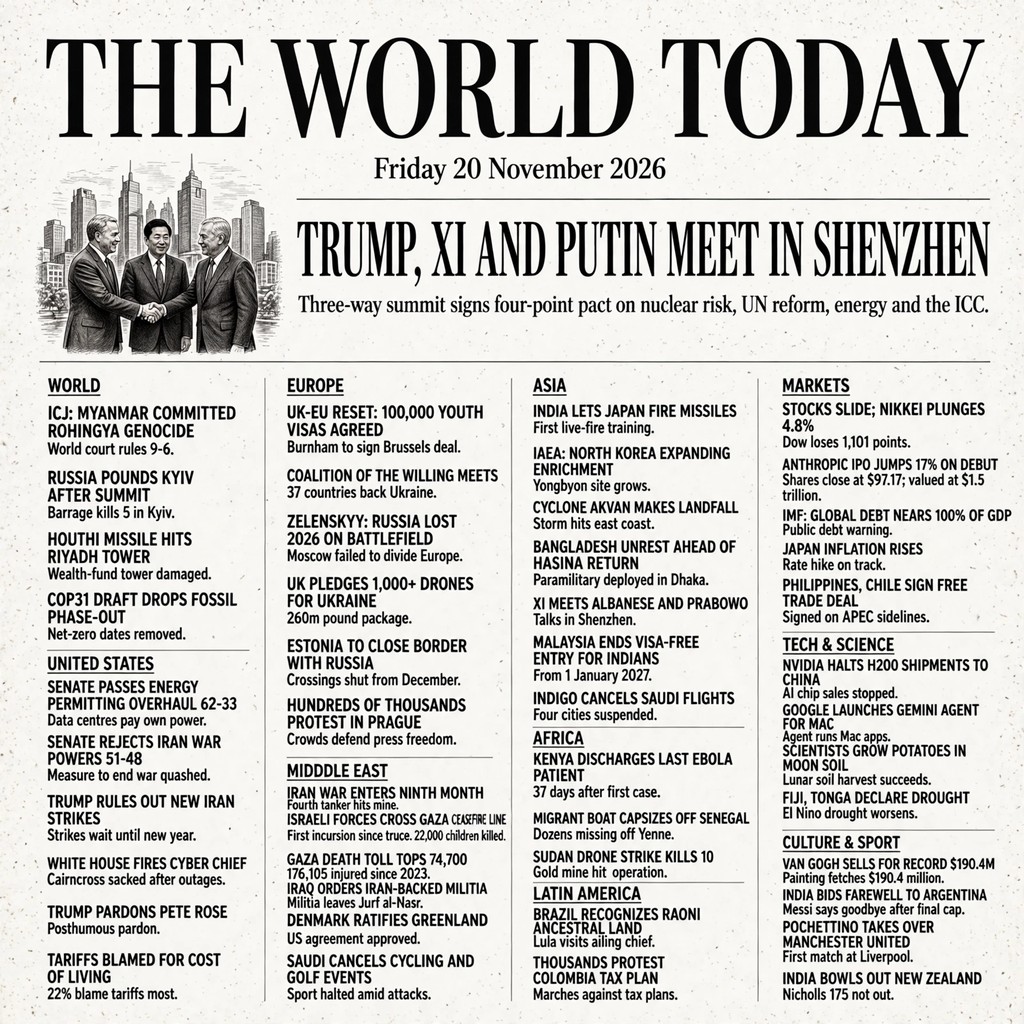 THE WORLD TODAY
Friday 20 November 2026
TRUMP, XI AND PUTIN MEET IN SHENZHEN
Three-way summit signs four-point pact on nuclear risk, UN reform, energy and the ICC.
WORLD
ICJ: MYANMAR COMMITTED
ROHINGYA GENOCIDE
World court rules 9-6.
RUSSIA POUNDS KYIV
AFTER SUMMIT
Barrage kills 5 in Kyiv.
HOUTHI MISSILE HITS
RIYADH TOWER
Wealth-fund tower damaged.
COP31 DRAFT DROPS FOSSIL
PHASE-OUT
Net-zero dates removed.
UNITED STATES
SENATE PASSES ENERGY
PERMITTING OVERHAUL 62-33
Data centres pay own power.
SENATE REJECTS IRAN WAR
POWERS 51-48
Measure to end war quashed.
TRUMP RULES OUT NEW IRAN
STRIKES
Strikes wait until new year.
WHITE HOUSE FIRES CYBER CHIEF
Cairncross sacked after outages.
TRUMP PARDONS PETE ROSE
Posthumous pardon.
TARIFFS BLAMED FOR COST
OF LIVING
22% blame tariffs most.
EUROPE
UK-EU RESET: 100,000 YOUTH
VISAS AGREED
Burnham to sign Brussels deal.
COALITION OF THE WILLING MEETS
37 countries back Ukraine.
ZELENSKYY: RUSSIA LOST
2026 ON BATTLEFIELD
Moscow failed to divide Europe.
UK PLEDGES 1,000+ DRONES
FOR UKRAINE
260m pound package.
ESTONIA TO CLOSE BORDER
WITH RUSSIA
Crossings shut from December.
HUNDREDS OF THOUSANDS
PROTEST IN PRAGUE
Crowds defend press freedom.
MIDDDLE EAST
IRAN WAR ENTERS NINTH MONTH
Fourth tanker hits mine.
ISRAELI FORCES CROSS GAZA CEASEFIRE LINE
First incursion since truce. 22,000 children killed.
GAZA DEATH TOLL TOPS 74,700
176,105 injured since 2023.
IRAQ ORDERS IRAN-BACKED MILITIA
Militia leaves Jurf al-Nasr.
DENMARK RATIFIES GREENLAND
US agreement approved.
SAUDI CANCELS CYCLING AND
GOLF EVENTS
Sport halted amid attacks.
ASIA
INDIA LETS JAPAN FIRE MISSILES
First live-fire training.
IAEA: NORTH KOREA EXPANDING
ENRICHMENT
Yongbyon site grows.
CYCLONE AKVAN MAKES LANDFALL
Storm hits east coast.
BANGLADESH UNREST AHEAD OF
HASINA RETURN
Paramilitary deployed in Dhaka.
XI MEETS ALBANESE AND PRABOWO
Talks in Shenzhen.
MALAYSIA ENDS VISA-FREE
ENTRY FOR INDIANS
From 1 January 2027.
INDIGO CANCELS SAUDI FLIGHTS
Four cities suspended.
AFRICA
KENYA DISCHARGES LAST EBOLA
PATIENT
37 days after first case.
MIGRANT BOAT CAPSIZES OFF SENEGAL
Dozens missing off Yenne.
SUDAN DRONE STRIKE KILLS 10
Gold mine hit operation.
LATIN AMERICA
BRAZIL RECOGNIZES RAONI
ANCESTRAL LAND
Lula visits ailing chief.
THOUSANDS PROTEST
COLOMBIA TAX PLAN
Marches against tax plans.
MARKETS
STOCKS SLIDE; NIKKEI PLUNGES
4.8%
Dow loses 1,101 points.
ANTHROPIC IPO JUMPS 17% ON DEBUT
Shares close at $97.17; valued at $1.5
trillion.
IMF: GLOBAL DEBT NEARS 100% OF GDP
Public debt warning.
JAPAN INFLATION RISES
Rate hike on track.
PHILIPPINES, CHILE SIGN FREE
TRADE DEAL
Signed on APEC sidelines.
TECH & SCIENCE
NVIDIA HALTS H200 SHIPMENTS TO
CHINA
AI chip sales stopped.
GOOGLE LAUNCHES GEMINI AGENT
FOR MAC
Agent runs Mac apps.
SCIENTISTS GROW POTATOES IN
MOON SOIL
Lunar soil harvest succeeds.
FIJI, TONGA DECLARE DROUGHT
El Nino drought worsens.
CULTURE & SPORT
VAN GOGH SELLS FOR RECORD $190.4M
Painting fetches $190.4 million.
INDIA BIDS FAREWELL TO ARGENTINA
Messi says goodbye after final cap.
POCHETTINO TAKES OVER
MANCHESTER UNITED
First match at Liverpool.
INDIA BOWLS OUT NEW ZEALAND
Nicholls 175 not out.